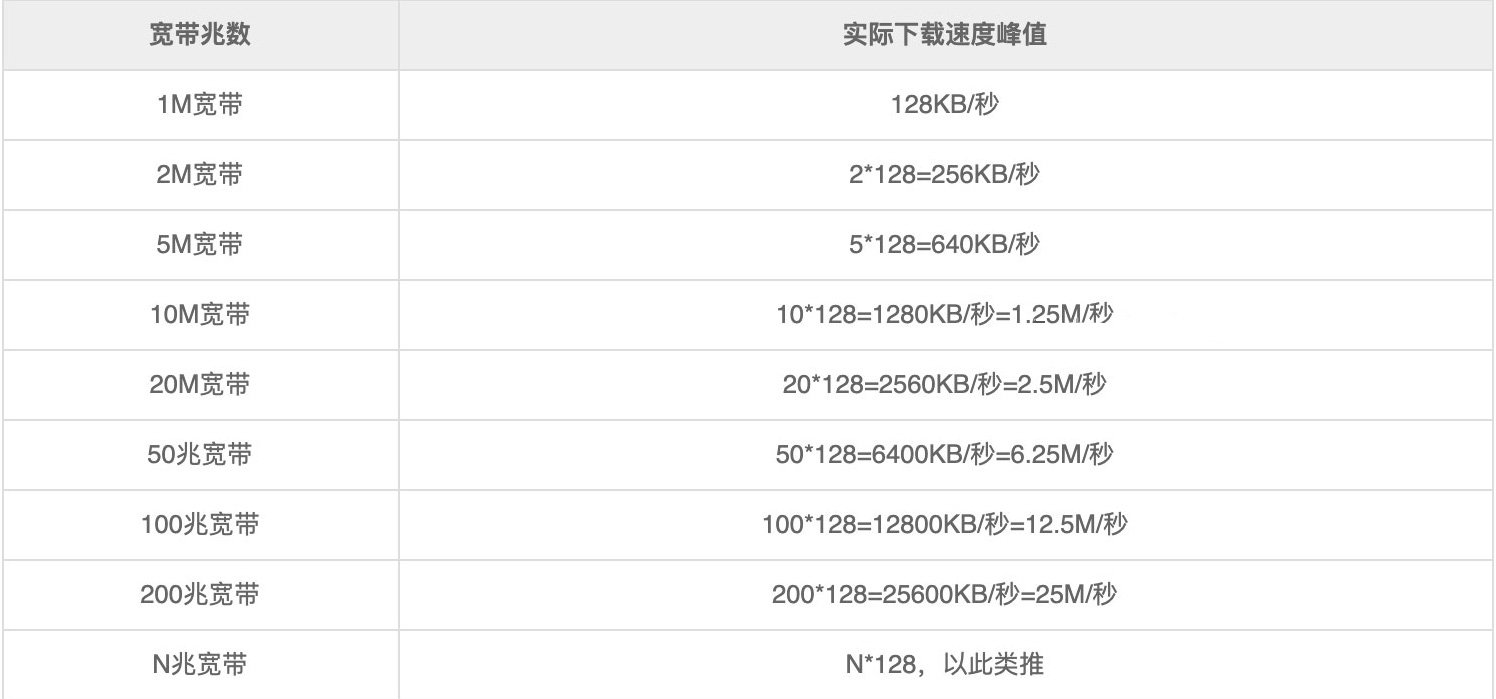 宽带兆数 实际下载速度峰值
1M宽带 128KB/秒
2M宽带 2*128=256KB/秒
5M宽带 5*128=640KB/秒
10M宽带 10*128=1280KB/秒=1.25M/秒
20M宽带 20*128=2560KB/秒=2.5M/秒
50兆宽带 50*128=6400KB/秒=6.25M/秒
100兆宽带 100*128=12800KB/秒=12.5M/秒
200兆宽带 200*128=25600KB/秒=25M/秒
N兆宽带 N*128，以此类推